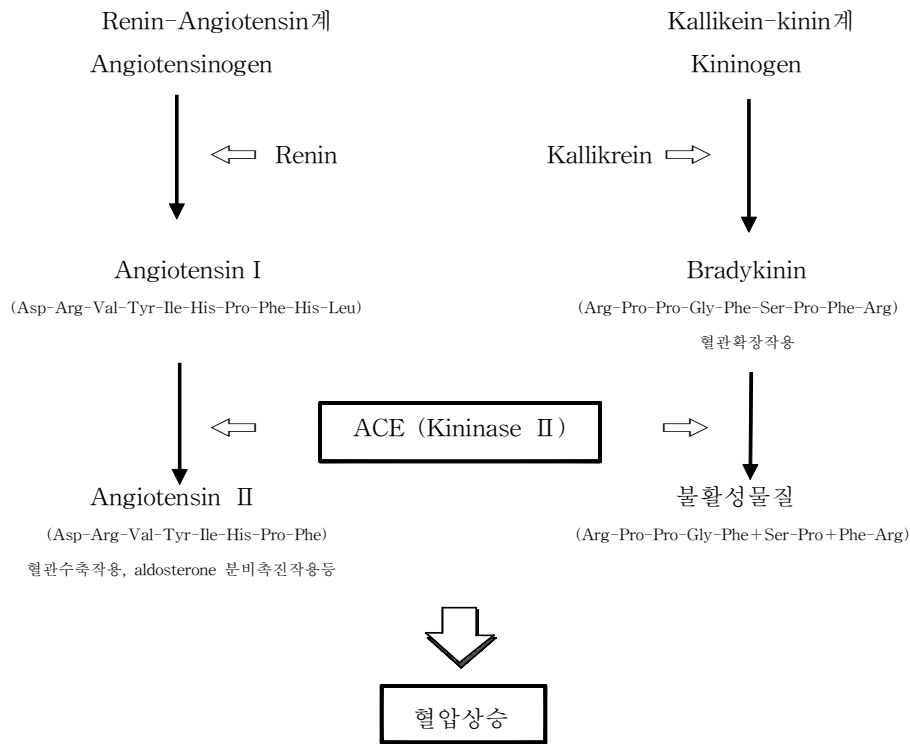 Renin-Angiotensin계
Kallikein-kinin계
Angiotensinogen
Kininogen
Renin
Kallikrein
Angiotensin Ⅰ
Bradykinin
(Asp-Arg-Val-Tyr-Ile-His-Pro-Phe-His-Leu)
(Arg-Pro-Pro-Gly-Phe-Ser-Pro-Phe-Arg)
혈관확장작용
ACE (Kininase Ⅱ)
Angiotensin Ⅱ
불활성물질
(Asp-Arg-Val-Tyr-Ile-His-Pro-Phe)
(Arg-Pro-Pro-Gly-Phe+Ser-Pro+Phe-Arg)
혈관수축작용, aldosterone 분비촉진작용등
혈압상승